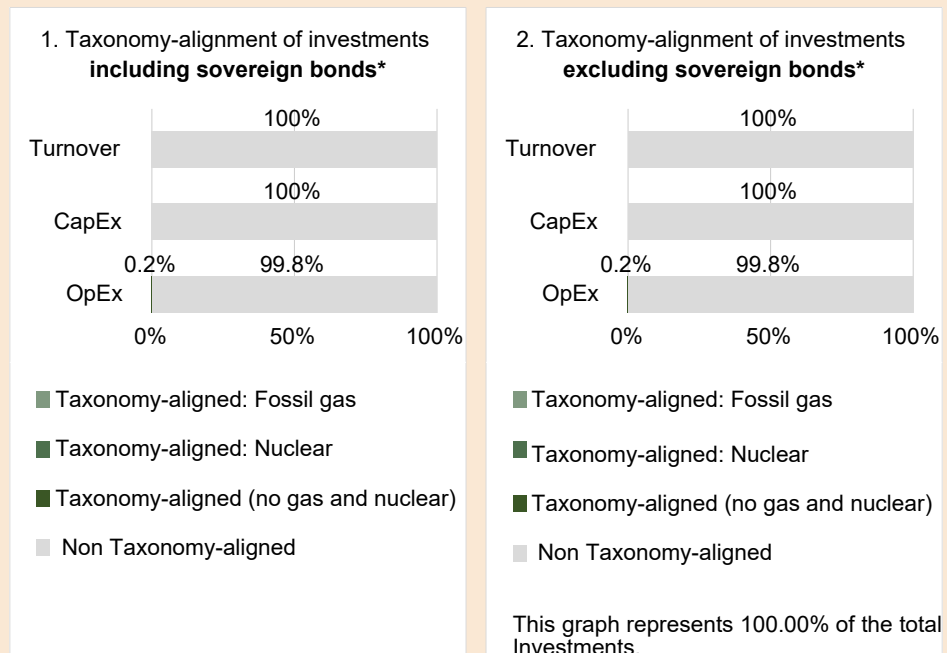 1. Taxonomy-alignment of investments
including sovereign bonds*
100%
Turnover
100%
CapEx
0.2% 99.8%
OpEx
0% 50% 100%
Taxonomy-aligned: Fossil gas
Taxonomy-aligned: Nuclear
Taxonomy-aligned (no gas and nuclear)
Non Taxonomy-aligned
2. Taxonomy-alignment of investments
excluding sovereign bonds*
100%
Turnover
100%
CapEx
0.2% 99.8%
OpEx
0% 50% 100%
Taxonomy-aligned: Fossil gas
Taxonomy-aligned: Nuclear
Taxonomy-aligned (no gas and nuclear)
Non Taxonomy-aligned
This graph represents 100.00% of the total
Investments.